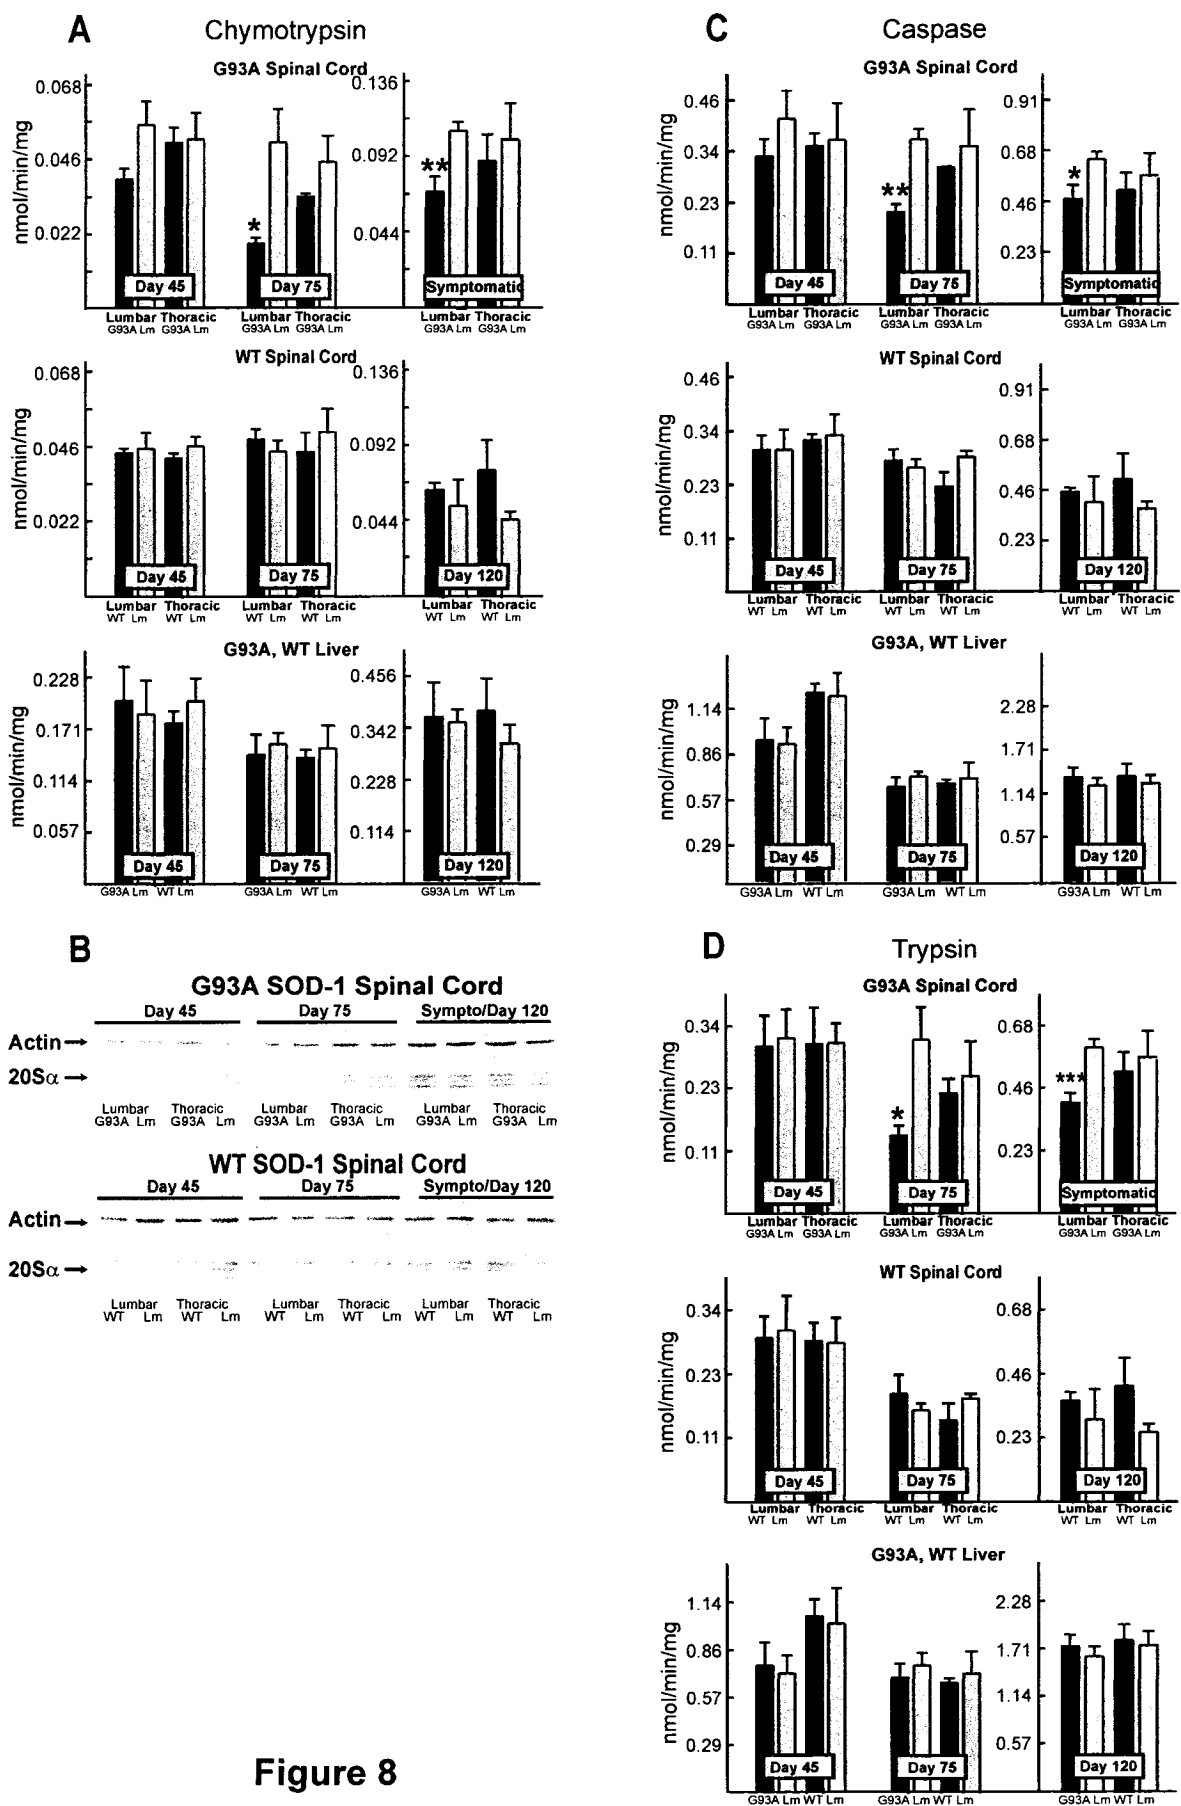 A
Chymotrypsin
G93A Spinal Cord
nmol/min/mg
0.068
0.046
0.022
0.136
0.092
0.044
*
**
Day 45
Day 75
Symptomatic
Lumbar Thoracic Lumbar Thoracic Lumbar Thoracic
G93A Lm G93A Lm G93A Lm G93A Lm G93A Lm G93A Lm
WT Spinal Cord
nmol/min/mg
0.068
0.046
0.022
0.136
0.092
0.044
Day 45
Day 75
Day 120
Lumbar Thoracic Lumbar Thoracic Lumbar Thoracic
WT Lm WT Lm WT Lm WT Lm WT Lm WT Lm
G93A, WT Liver
nmol/min/mg
0.228
0.171
0.114
0.057
0.456
0.342
0.228
0.114
Day 45
Day 75
Day 120
G93A Lm WT Lm G93A Lm WT Lm G93A Lm WT Lm
B
G93A SOD-1 Spinal Cord
Day 45 Day 75 Sympto/Day 120
Actin
20Sα
Lumbar Thoracic Lumbar Thoracic Lumbar Thoracic
G93A Lm G93A Lm G93A Lm G93A Lm G93A Lm G93A Lm
WT SOD-1 Spinal Cord
Day 45 Day 75 Sympto/Day 120
Actin
20Sα
Lumbar Thoracic Lumbar Thoracic Lumbar Thoracic
WT Lm WT Lm WT Lm WT Lm WT Lm WT Lm
Figure 8
C
Caspase
G93A Spinal Cord
nmol/min/mg
0.46
0.34
0.23
0.11
0.91
0.68
0.46
0.23
**
*
Day 45
Day 75
Symptomatic
Lumbar Thoracic Lumbar Thoracic Lumbar Thoracic
G93A Lm G93A Lm G93A Lm G93A Lm G93A Lm G93A Lm
WT Spinal Cord
nmol/min/mg
0.46
0.34
0.23
0.11
0.91
0.68
0.46
0.23
Day 45
Day 75
Day 120
Lumbar Thoracic Lumbar Thoracic Lumbar Thoracic
WT Lm WT Lm WT Lm WT Lm WT Lm WT Lm
G93A, WT Liver
nmol/min/mg
1.14
0.86
0.57
0.29
2.28
1.71
1.14
0.57
Day 45
Day 75
Day 120
G93A Lm WT Lm G93A Lm WT Lm G93A Lm WT Lm
D
Trypsin
G93A Spinal Cord
nmol/min/mg
0.34
0.23
0.11
0.68
0.46
0.23
*
***
Day 45
Day 75
Symptomatic
Lumbar Thoracic Lumbar Thoracic Lumbar Thoracic
G93A Lm G93A Lm G93A Lm G93A Lm G93A Lm G93A Lm
WT Spinal Cord
nmol/min/mg
0.34
0.23
0.11
0.68
0.46
0.23
Day 45
Day 75
Day 120
Lumbar Thoracic Lumbar Thoracic Lumbar Thoracic
WT Lm WT Lm WT Lm WT Lm WT Lm WT Lm
G93A, WT Liver
nmol/min/mg
1.14
0.86
0.57
0.29
2.28
1.71
1.14
0.57
Day 45
Day 75
Day 120
G93A Lm WT Lm G93A Lm WT Lm G93A Lm WT Lm